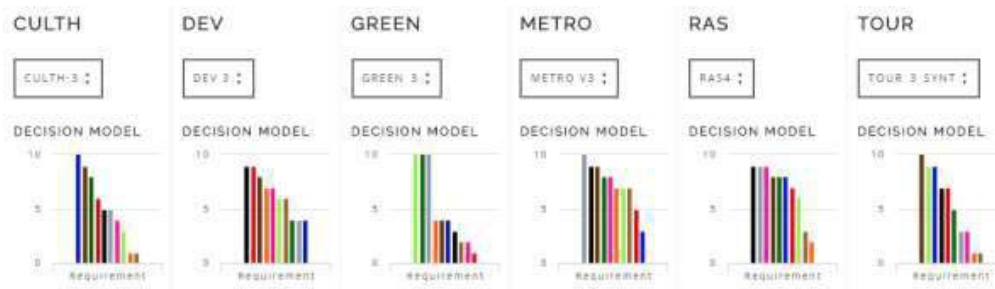 CULTH DEV GREEN METRO RAS TOUR
CULTH-3 DEV 3 GREEN 3 METRO V3 RAS4 TOUR 3 SYNT
DECISION MODEL DECISION MODEL DECISION MODEL DECISION MODEL DECISION MODEL DECISION MODEL
10 10 10 10 10 10
5 5 5 5 5 5
0 0 0 0 0 0
Requirement Requirement Requirement Requirement Requirement Requirement